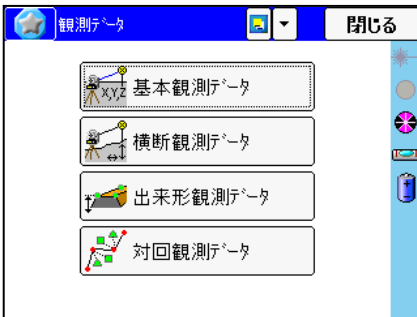 観測ﾃﾞｰﾀ 閉じる
X,Y,Z 基本観測ﾃﾞｰﾀ
横断観測ﾃﾞｰﾀ
出来形観測ﾃﾞｰﾀ
対回観測ﾃﾞｰﾀ